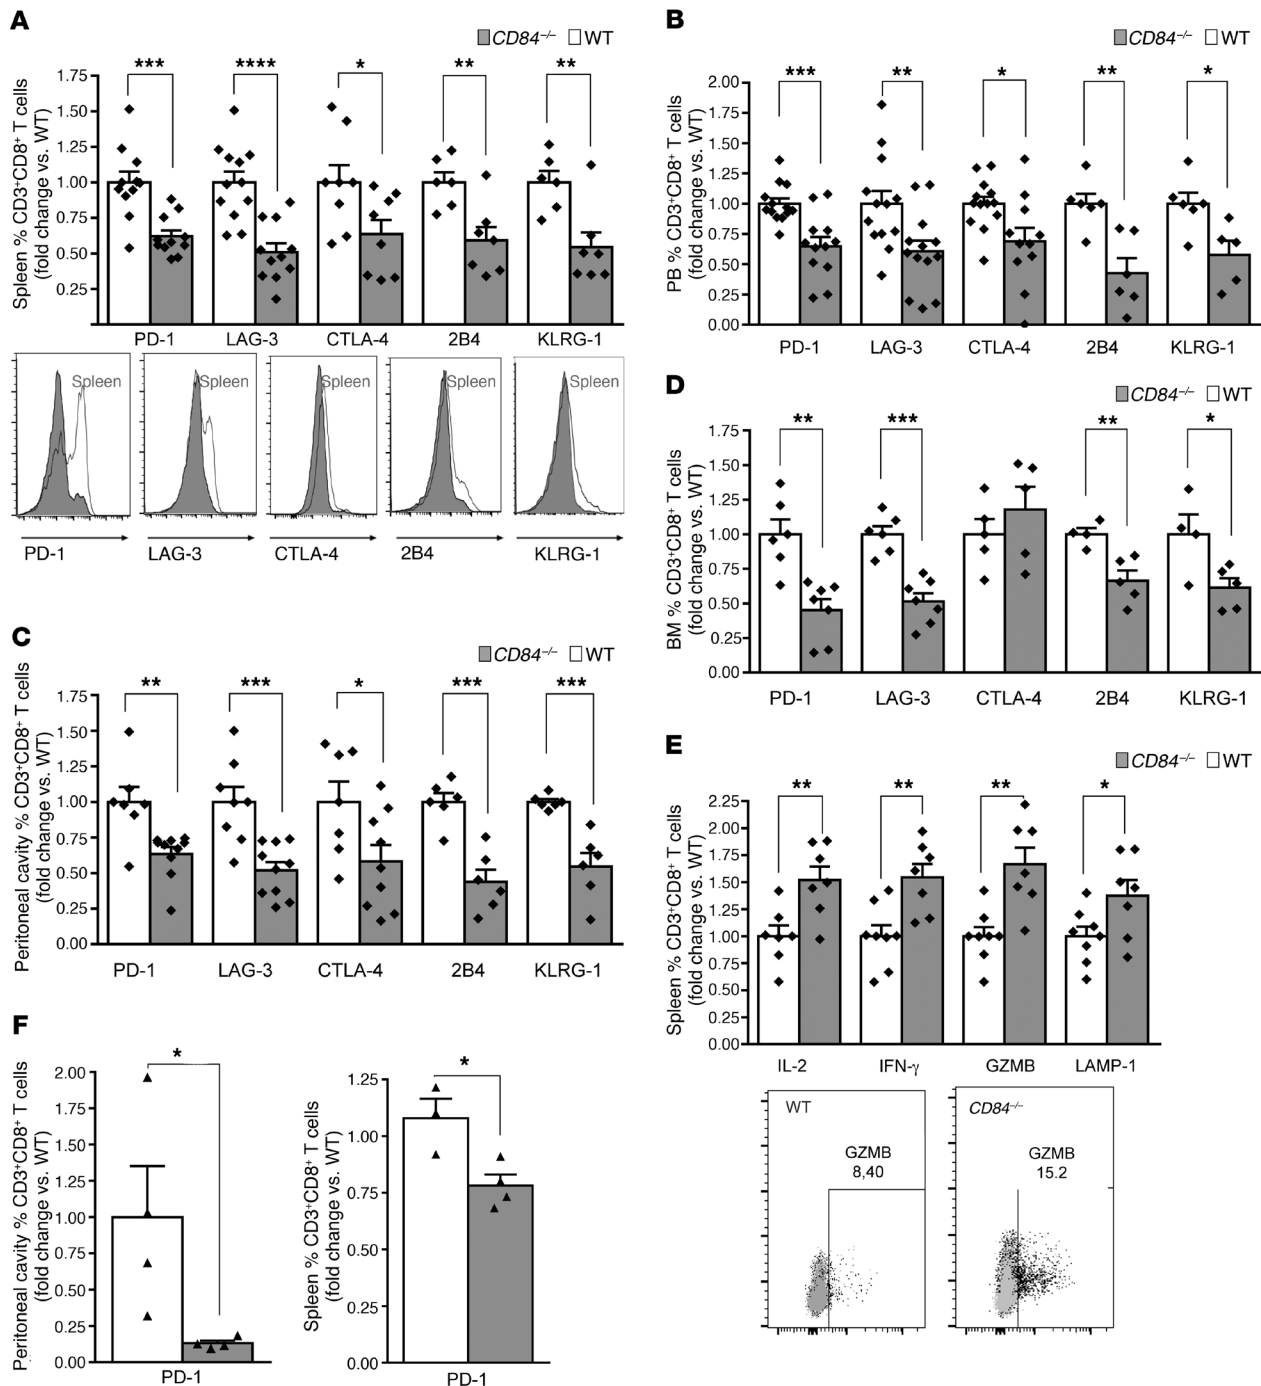 A
CD84–/– WT
Spleen % CD3+CD8+ T cells
(fold change vs. WT)
1.75
1.50
1.25
1.00
0.75
0.50
0.25
*** **** * ** **
PD-1 LAG-3 CTLA-4 2B4 KLRG-1
Spleen Spleen Spleen Spleen Spleen
PD-1 LAG-3 CTLA-4 2B4 KLRG-1
B
CD84–/– WT
PB % CD3+CD8+ T cells
(fold change vs. WT)
2.00
1.75
1.50
1.25
1.00
0.75
0.50
0.25
0.00
*** ** * ** *
PD-1 LAG-3 CTLA-4 2B4 KLRG-1
C
CD84–/– WT
Peritoneal cavity % CD3+CD8+ T cells
(fold change vs. WT)
1.75
1.50
1.25
1.00
0.75
0.50
0.25
0.00
** *** * *** ***
PD-1 LAG-3 CTLA-4 2B4 KLRG-1
D
CD84–/– WT
BM % CD3+CD8+ T cells
(fold change vs. WT)
1.75
1.50
1.25
1.00
0.75
0.50
0.25
0.00
** *** ** *
PD-1 LAG-3 CTLA-4 2B4 KLRG-1
E
CD84–/– WT
Spleen % CD3+CD8+ T cells
(fold change vs. WT)
2.25
2.00
1.75
1.50
1.25
1.00
0.75
0.50
0.25
0.00
** ** ** *
IL-2 IFN-γ GZMB LAMP-1
WT
GZMB
8,40
CD84–/–
GZMB
15.2
F
Peritoneal cavity % CD3+CD8+ T cells
(fold change vs. WT)
2.00
1.75
1.50
1.25
1.00
0.75
0.50
0.25
0.00
*
PD-1
Spleen % CD3+CD8+ T cells
(fold change vs. WT)
1.25
1.00
0.75
0.50
0.25
0.00
*
PD-1